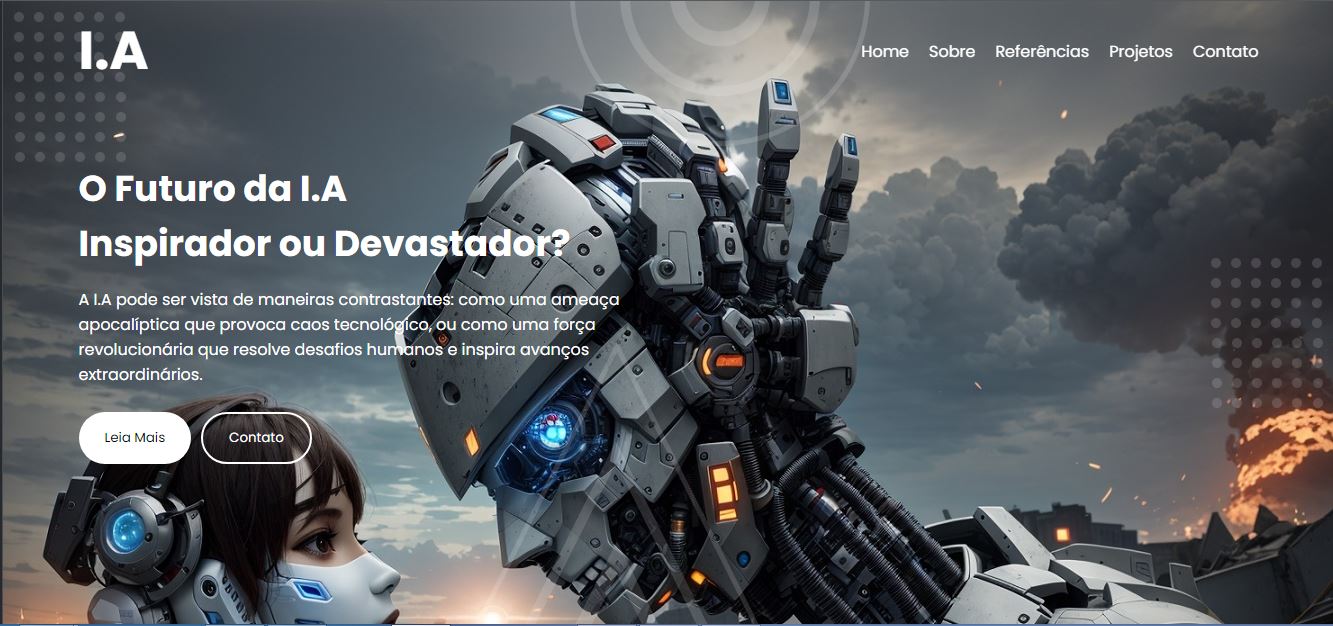 I.A
Home Sobre Referências Projetos Contato
O Futuro da I.A
Inspirador ou Devastador?
A I.A pode ser vista de maneiras contrastantes: como uma ameaça
apocalíptica que provoca caos tecnológico, ou como uma força
revolucionária que resolve desafios humanos e inspira avanços
extraordinários.
Leia Mais Contato